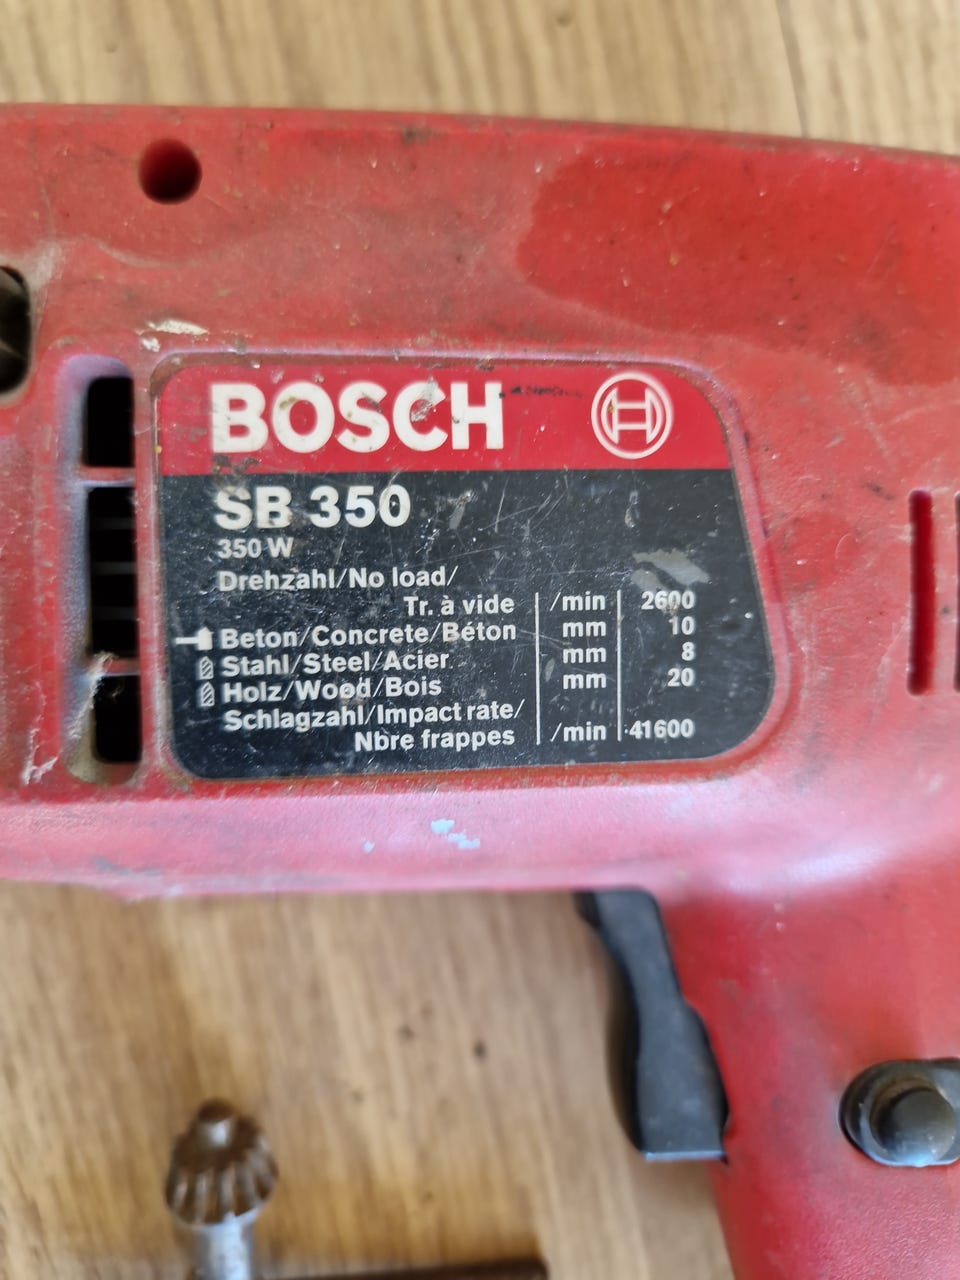 BOSCH
SB 350
350 W
Drehzahl/No load/
Tr. à vide /min 2600
Beton/Concrete/Béton mm 10
Stahl/Steel/Acier mm 8
Holz/Wood/Bois mm 20
Schlagzahl/Impact rate/
Nbre frappes /min 41600